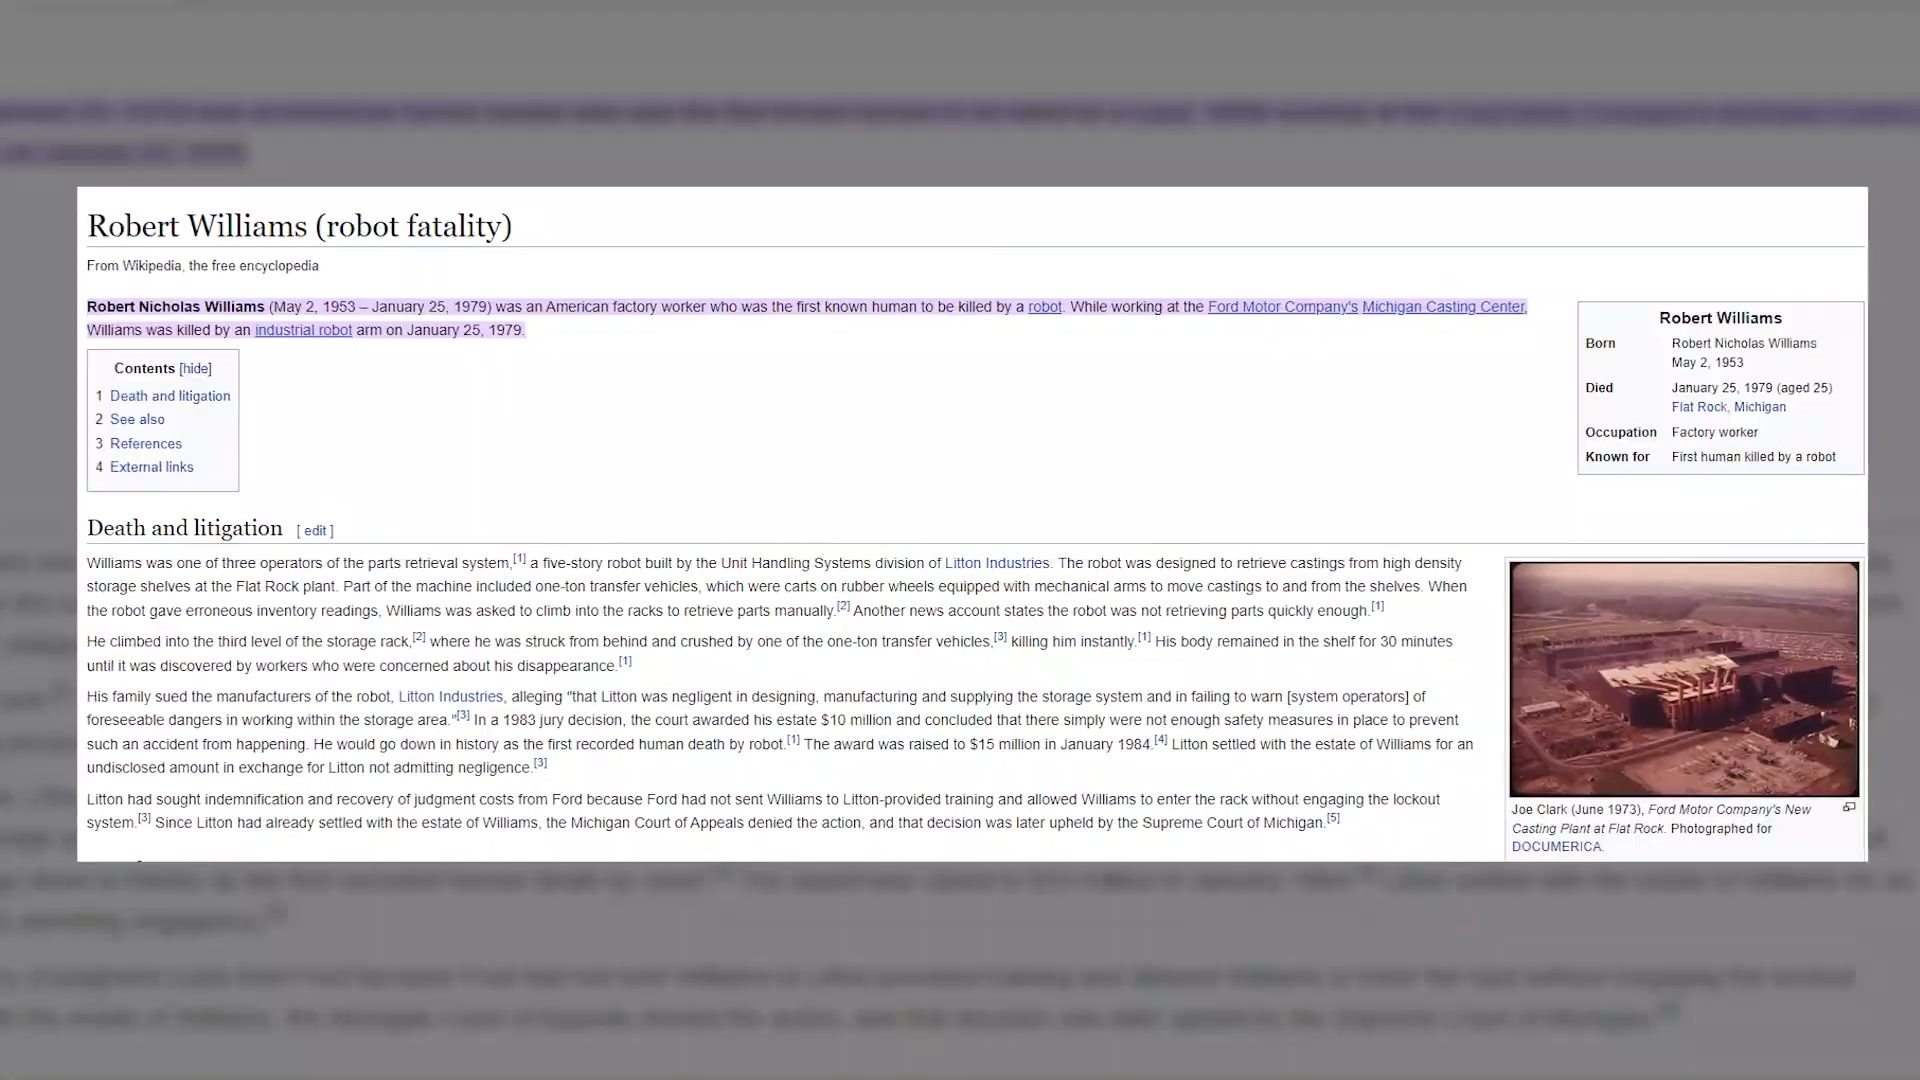 Robert Williams (robot fatality)
From Wikipedia, the free encyclopedia
Robert Nicholas Williams (May 2, 1953 – January 25, 1979) was an American factory worker who was the first known human to be killed by a robot. While working at the Ford Motor Company's Michigan Casting Center,
Williams was killed by an industrial robot arm on January 25, 1979.
Robert Williams
Born Robert Nicholas Williams
May 2, 1953
Died January 25, 1979 (aged 25)
Flat Rock, Michigan
Occupation Factory worker
Known for First human killed by a robot
Contents [hide]
1 Death and litigation
2 See also
3 References
4 External links
Death and litigation [ edit ]
Williams was one of three operators of the parts retrieval system,[1] a five-story robot built by the Unit Handling Systems division of Litton Industries. The robot was designed to retrieve castings from high density
storage shelves at the Flat Rock plant. Part of the machine included one-ton transfer vehicles, which were carts on rubber wheels equipped with mechanical arms to move castings to and from the shelves. When
the robot gave erroneous inventory readings, Williams was asked to climb into the racks to retrieve parts manually.[2] Another news account states the robot was not retrieving parts quickly enough.[1]
He climbed into the third level of the storage rack,[2] where he was struck from behind and crushed by one of the one-ton transfer vehicles,[3] killing him instantly.[1] His body remained in the shelf for 30 minutes
until it was discovered by workers who were concerned about his disappearance.[1]
His family sued the manufacturers of the robot, Litton Industries, alleging "that Litton was negligent in designing, manufacturing and supplying the storage system and in failing to warn [system operators] of
foreseeable dangers in working within the storage area."[3] In a 1983 jury decision, the court awarded his estate $10 million and concluded that there simply were not enough safety measures in place to prevent
such an accident from happening. He would go down in history as the first recorded human death by robot.[1] The award was raised to $15 million in January 1984.[4] Litton settled with the estate of Williams for an
undisclosed amount in exchange for Litton not admitting negligence.[3]
Litton had sought indemnification and recovery of judgment costs from Ford because Ford had not sent Williams to Litton-provided training and allowed Williams to enter the rack without engaging the lockout
system.[3] Since Litton had already settled with the estate of Williams, the Michigan Court of Appeals denied the action, and that decision was later upheld by the Supreme Court of Michigan.[5]
Joe Clark (June 1973), Ford Motor Company's New
Casting Plant at Flat Rock. Photographed for
DOCUMERICA.